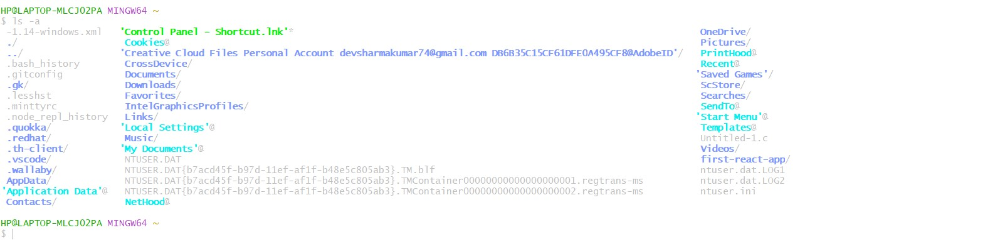 HP@LAPTOP-MLCJ02PA MINGW64 ~
$ ls -a
-1.14-windows.xml 'Control Panel - Shortcut.lnk'* OneDrive/
./ Cookies@ Pictures/
../ 'Creative Cloud Files Personal Account devsharmakumar74@gmail.com DB6B35C15CF61DFE0A495CF8@AdobeID'/ PrintHood@
.bash_history CrossDevice/ Recent@
.gitconfig Documents/ 'Saved Games'/
.gk/ Downloads/ ScStore/
.lesshst Favorites/ Searches/
.minttyrc IntelGraphicsProfiles/ SendTo@
.node_repl_history Links/ 'Start Menu'@
.quokka/ 'Local Settings'@ Templates@
.redhat/ Music/ Untitled-1.c
.th-client/ 'My Documents'@ Videos/
.vscode/ NTUSER.DAT first-react-app/
.wallaby/ NTUSER.DAT{b7acd45f-b97d-11ef-af1f-b48e5c805ab3}.TM.blf ntuser.dat.LOG1
AppData/ NTUSER.DAT{b7acd45f-b97d-11ef-af1f-b48e5c805ab3}.TMContainer00000000000000000001.regtrans-ms ntuser.dat.LOG2
'Application Data'@ NTUSER.DAT{b7acd45f-b97d-11ef-af1f-b48e5c805ab3}.TMContainer00000000000000000002.regtrans-ms ntuser.ini
Contacts/ NetHood@
HP@LAPTOP-MLCJ02PA MINGW64 ~
$